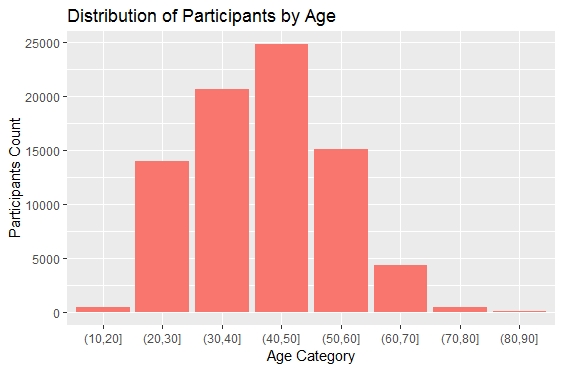 Distribution of Participants by Age
Participants Count
25000
20000
15000
10000
5000
0
(10,20] (20,30] (30,40] (40,50] (50,60] (60,70] (70,80] (80,90]
Age Category